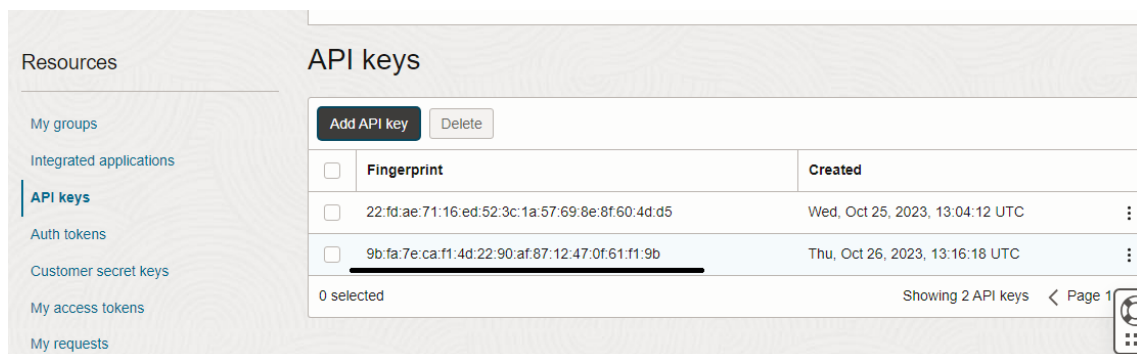 Resources
My groups
Integrated applications
API keys
Auth tokens
Customer secret keys
My access tokens
My requests
API keys
Add API key Delete
Fingerprint Created
22:fd:ae:71:16:ed:52:3c:1a:57:69:8e:8f:60:4d:d5 Wed, Oct 25, 2023, 13:04:12 UTC
9b:fa:7e:ca:f1:4d:22:90:af:87:12:47:0f:61:f1:9b Thu, Oct 26, 2023, 13:16:18 UTC
0 selected Showing 2 API keys Page 1